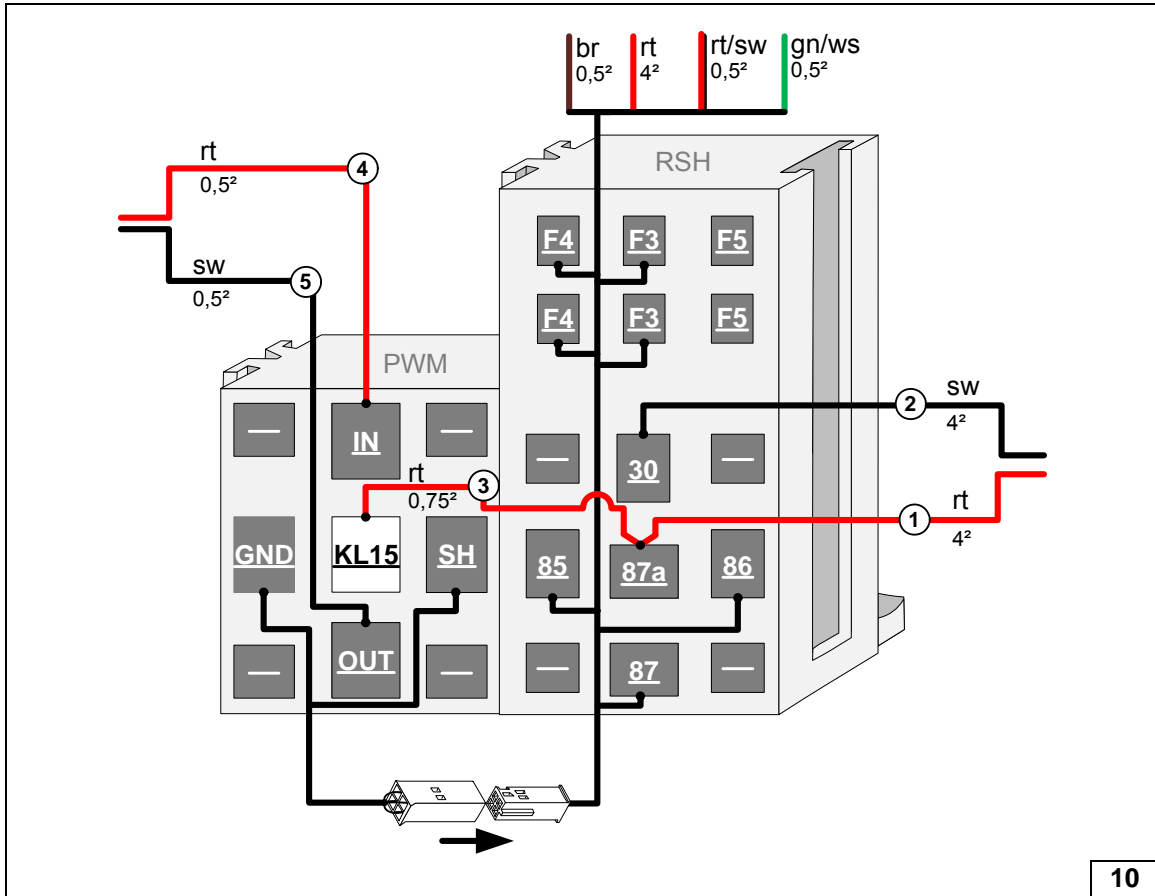 br rt rt/sw gn/ws
0,5² 4² 0,5² 0,5²
RSH
rt
0,5²
4
F4 F3 F5
sw
0,5²
5
F4 F3 F5
PWM
2
sw
4²
— IN —
— 30 —
rt
0,75²
3
1
rt
4²
GND KL15 SH
85 87a 86
— OUT —
— 87 —
10